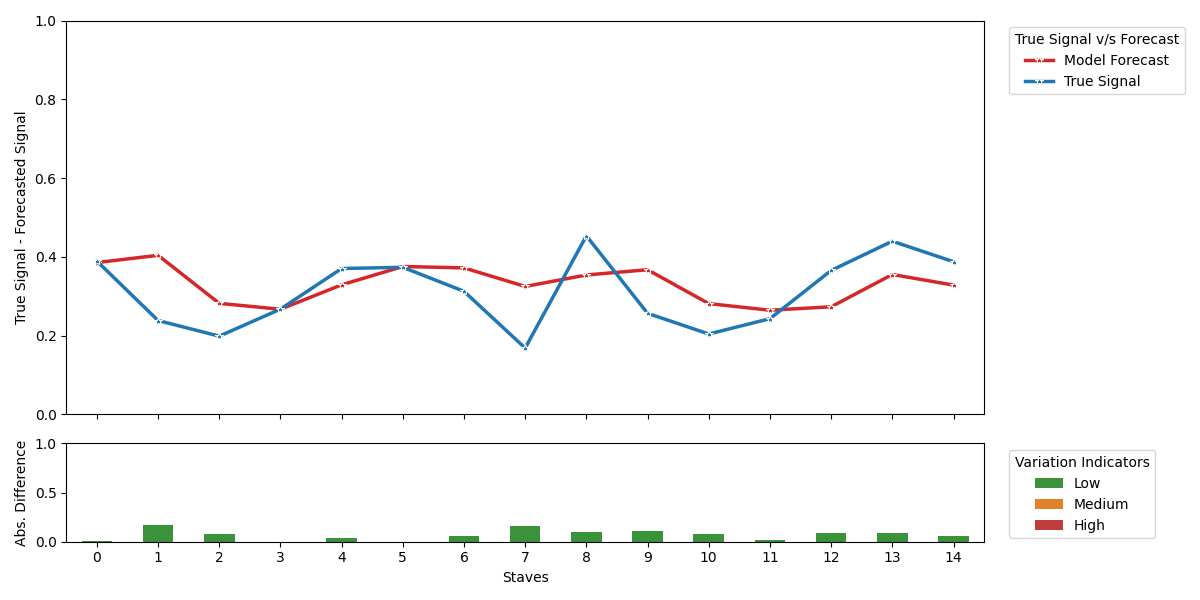 True Signal v/s Forecast
Model Forecast
True Signal
True Signal - Forecasted Signal
1.0
0.8
0.6
0.4
0.2
0.0
Abs. Difference
1.0
0.5
0.0
0 1 2 3 4 5 6 7 8 9 10 11 12 13 14
Staves
Variation Indicators
Low
Medium
High